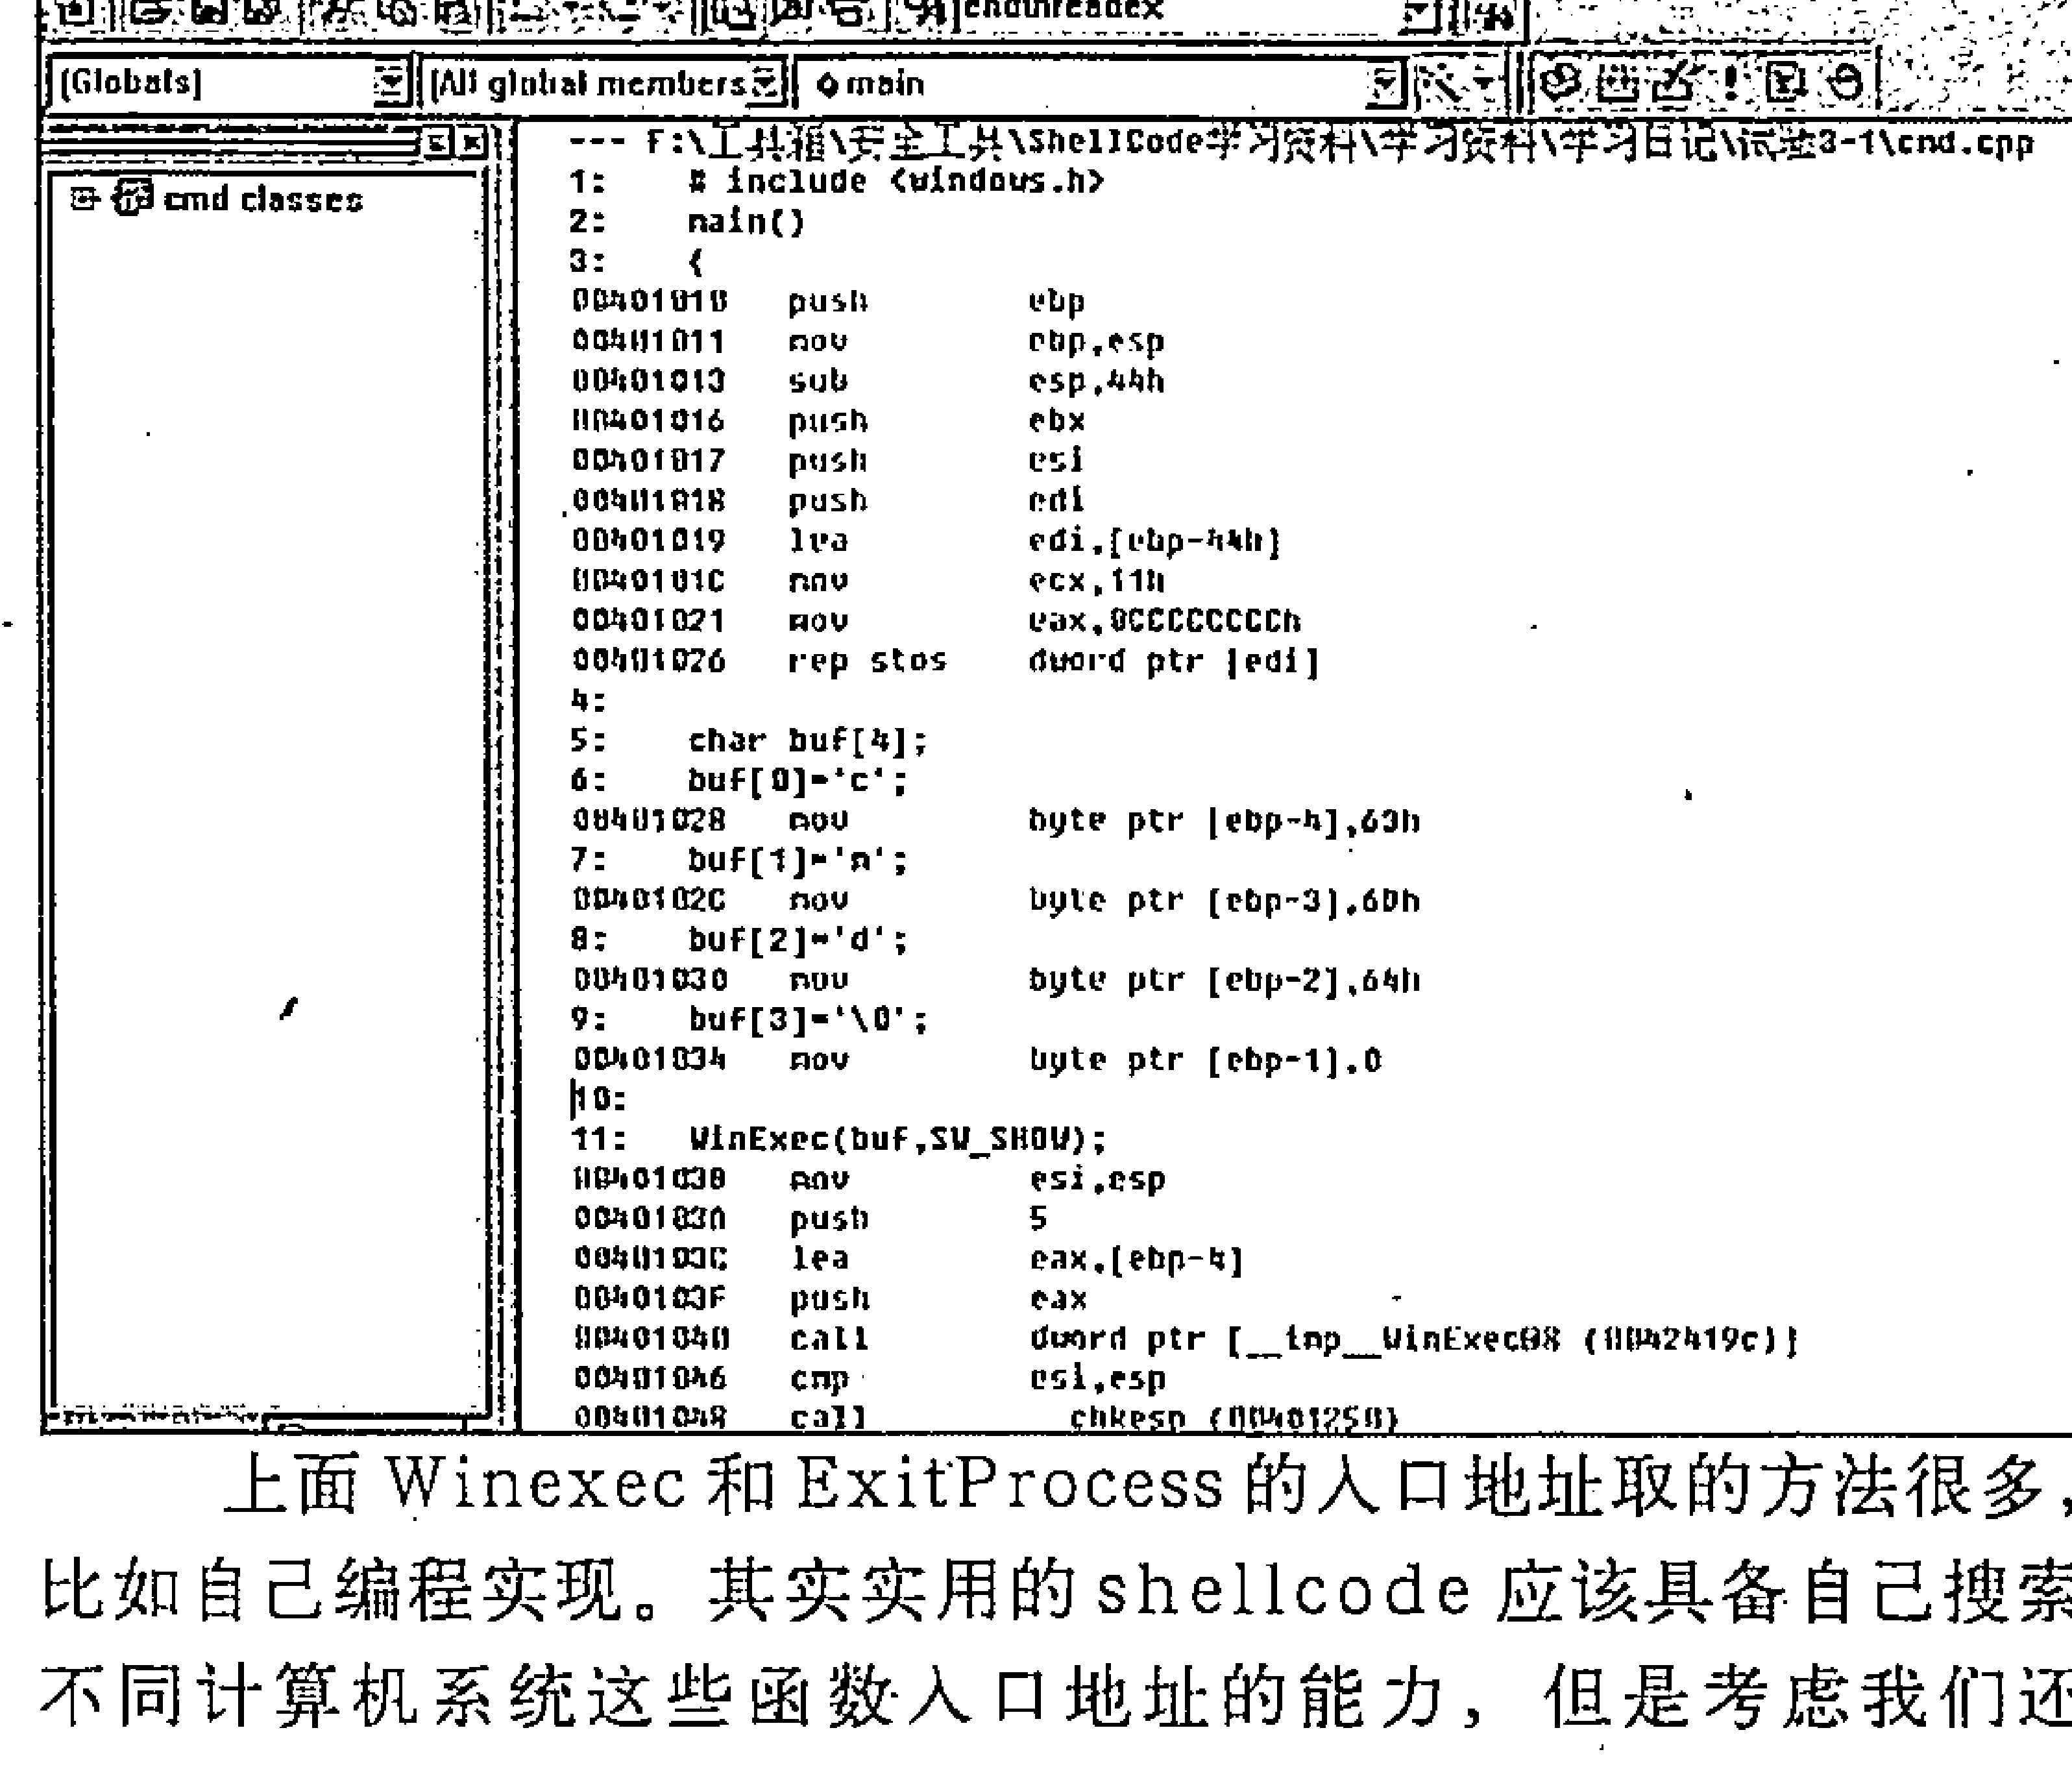 [Globals]
[All global members
main
--- F:\工具箱\安全工具\ShellCode学习资料\学习资料\学习日记\试验3-1\cmd.cpp
cmd classes
1: # include <windows.h>
2: main()
3: {
00401010 push ebp
00401011 mov ebp,esp
00401013 sub esp,44h
00401016 push ebx
00401017 push esi
00401018 push edi
00401019 lea edi,[ebp-44h]
0040101C mov ecx,11h
00401021 mov eax,0CCCCCCCCh
00401026 rep stos dword ptr [edi]
4:
5: char buf[4];
6: buf[0]='c';
00401028 mov byte ptr [ebp-4],63h
7: buf[1]='m';
0040102C mov byte ptr [ebp-3],6Dh
8: buf[2]='d';
00401030 mov byte ptr [ebp-2],64h
9: buf[3]='\0';
00401034 mov byte ptr [ebp-1],0
10:
11: WinExec(buf,SW_SHOW);
00401038 mov esi,esp
0040103A push 5
0040103C lea eax,[ebp-4]
0040103F push eax
00401040 call dword ptr [__imp__WinExec@8 (0042419c)]
00401046 cmp esi,esp
00401048 call __chkesp (00401250)
上面 Winexec 和 ExitProcess 的入口地址取的方法很多，
比如自己编程实现。其实实用的 shellcode 应该具备自己搜索
不同计算机系统这些函数入口地址的能力，但是考虑我们还